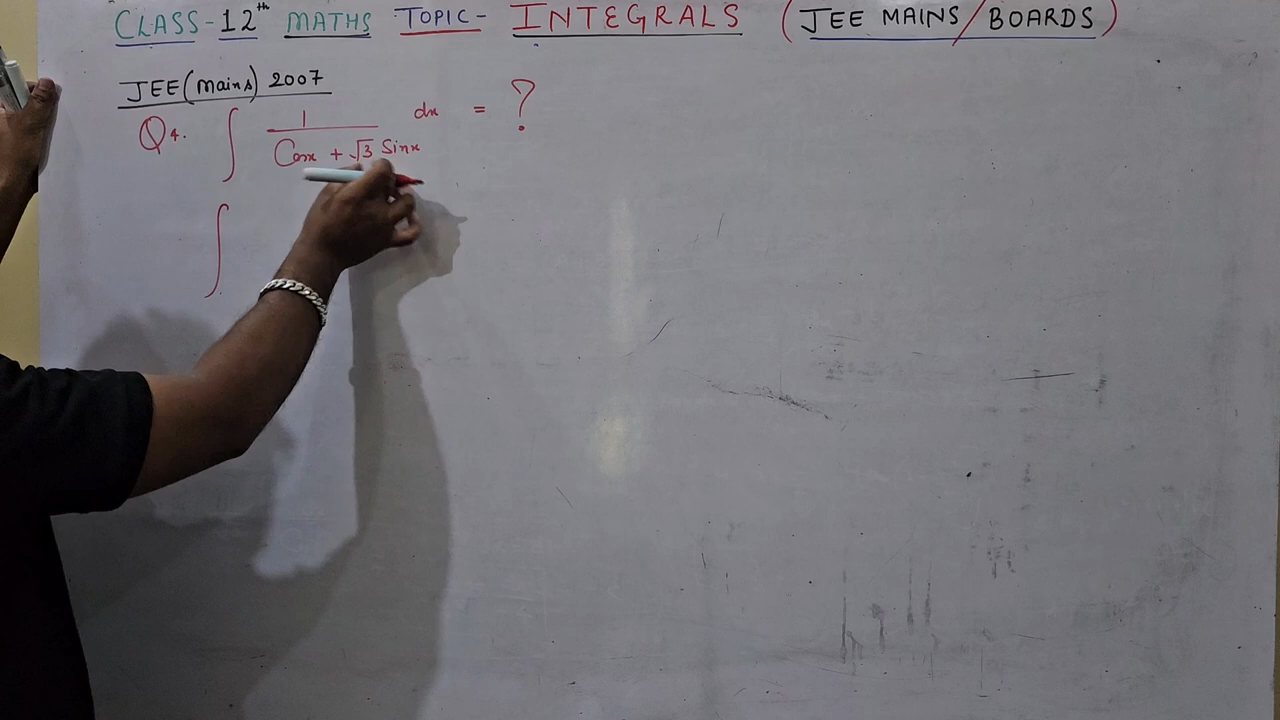 CLASS-12th MATHS TOPIC- INTEGRALS (JEE MAINS/BOARDS)
JEE(Mains) 2007
Q4. ∫ 1/(Cosx + √3 Sinx) dx = ?
∫